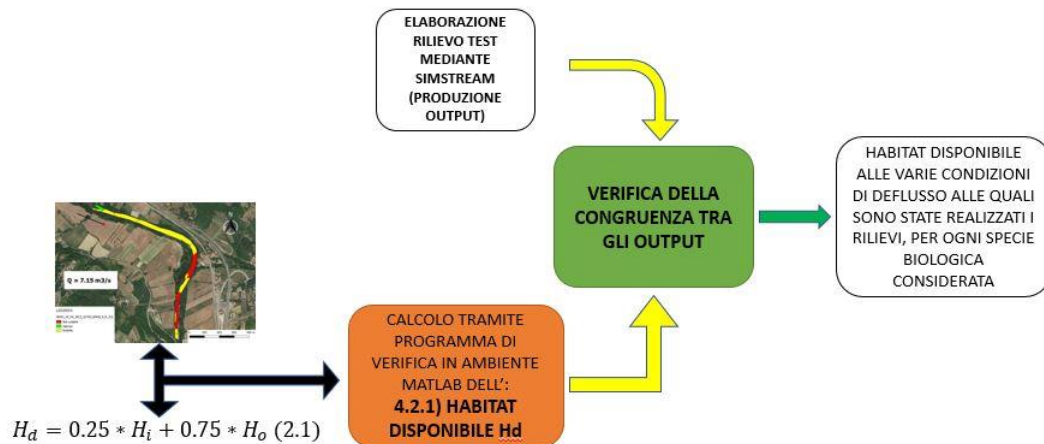 ELABORAZIONE
RILIEVO TEST
MEDIANTE
SIMSTREAM
(PRODUZIONE
OUTPUT)
VERIFICA DELLA
CONGRUENZA TRA
GLI OUTPUT
HABITAT DISPONIBILE
ALLE VARIE CONDIZIONI
DI DEFLUSSO ALLE QUALI
SONO STATE REALIZZATI I
RILIEVI, PER OGNI SPECIE
BIOLOGICA
CONSIDERATA
Q = 7.15 m3/s
CALCOLO TRAMITE
PROGRAMMA DI
VERIFICA IN AMBIENTE
MATLAB DELL':
4.2.1) HABITAT
DISPONIBILE Hd
H_d = 0.25 * H_i + 0.75 * H_o (2.1)